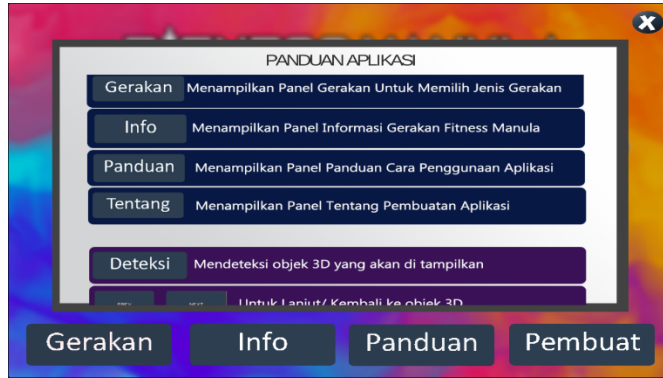 X
PANDUAN APLIKASI
Gerakan Menampilkan Panel Gerakan Untuk Memilih Jenis Gerakan
Info Menampilkan Panel Informasi Gerakan Fitness Manula
Panduan Menampilkan Panel Panduan Cara Penggunaan Aplikasi
Tentang Menampilkan Panel Tentang Pembuatan Aplikasi
Deteksi Mendeteksi objek 3D yang akan di tampilkan
Untuk Lanjut/ Kembali ke objek 3D
Gerakan Info Panduan Pembuat